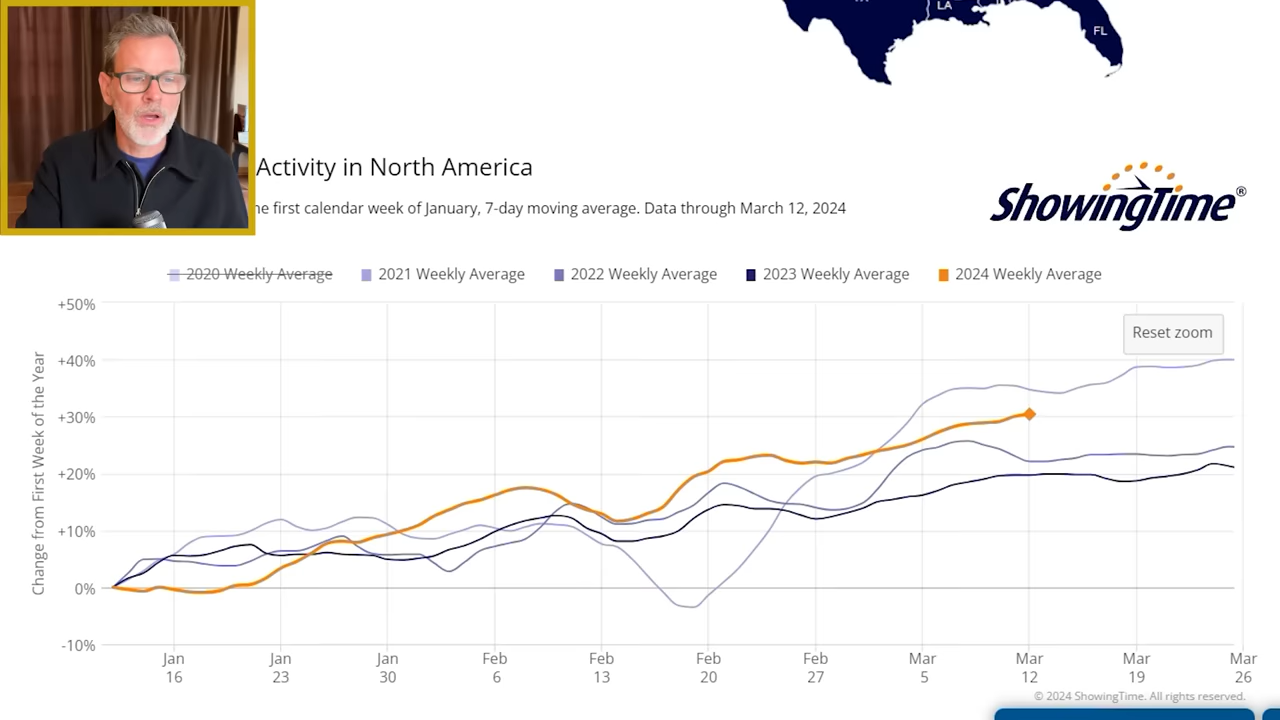 LA
FL
Activity in North America
ne first calendar week of January, 7-day moving average. Data through March 12, 2024
ShowingTime®
2020 Weekly Average 2021 Weekly Average 2022 Weekly Average 2023 Weekly Average 2024 Weekly Average
Change from First Week of the Year
+50%
+40%
+30%
+20%
+10%
0%
-10%
Reset zoom
Jan 16
Jan 23
Jan 30
Feb 6
Feb 13
Feb 20
Feb 27
Mar 5
Mar 12
Mar 19
Mar 26
© 2024 ShowingTime. All rights reserved.